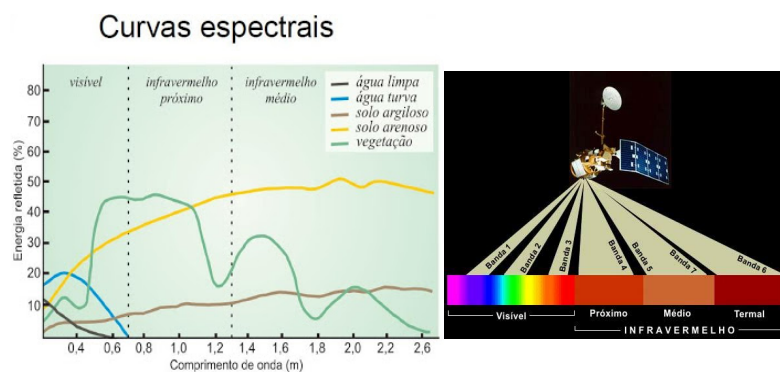 Curvas espectrais
visível
infravermelho
próximo
infravermelho
médio
água limpa
água turva
solo argiloso
solo arenoso
vegetação
Energia refletida (%)
80
70
60
50
40
30
20
10
0,4
0,6
0,8
1,0
1,2
1,4
1,6
1,8
2,0
2,2
2,4
2,6
Comprimento de onda (m)
Banda 1
Banda 2
Banda 3
Banda 4
Banda 5
Banda 7
Banda 6
Visível
Próximo
Médio
Termal
INFRAVERMELHO